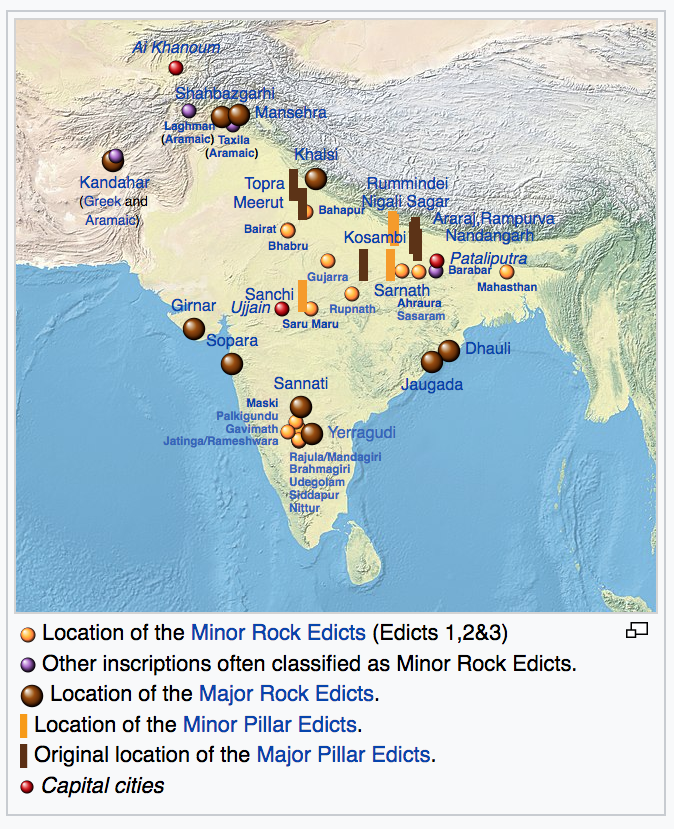 Ai Khanoum
Shahbazgarhi
Mansehra
Laghman
(Aramaic)
Taxila
(Aramaic)
Khalsi
Kandahar
(Greek and
Aramaic)
Topra
Meerut
Rummindei
Nigali Sagar
Bahapur
Araraj,Rampurva
Nandangarh
Bairat
Bhabru
Kosambi
Pataliputra
Barabar
Gujarra
Mahasthan
Sanchi
Sarnath
Girnar
Ujjain
Rupnath
Ahraura
Sasaram
Saru Maru
Sopara
Dhauli
Jaugada
Sannati
Maski
Palkigundu
Gavimath
Jatinga/Rameshwara
Yerragudi
Rajula/Mandagiri
Brahmagiri
Udegolam
Siddapur
Nittur
Location of the Minor Rock Edicts (Edicts 1,2&3)
Other inscriptions often classified as Minor Rock Edicts.
Location of the Major Rock Edicts.
Location of the Minor Pillar Edicts.
Original location of the Major Pillar Edicts.
Capital cities